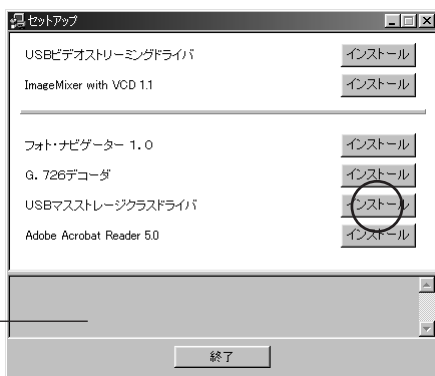 セットアップ
USBビデオストリーミングドライバ インストール
ImageMixer with VCD 1.1 インストール
フォト・ナビゲーター 1.0 インストール
G.726デコーダ インストール
USBマスストレージクラスドライバ インストール
Adobe Acrobat Reader 5.0 インストール
終了